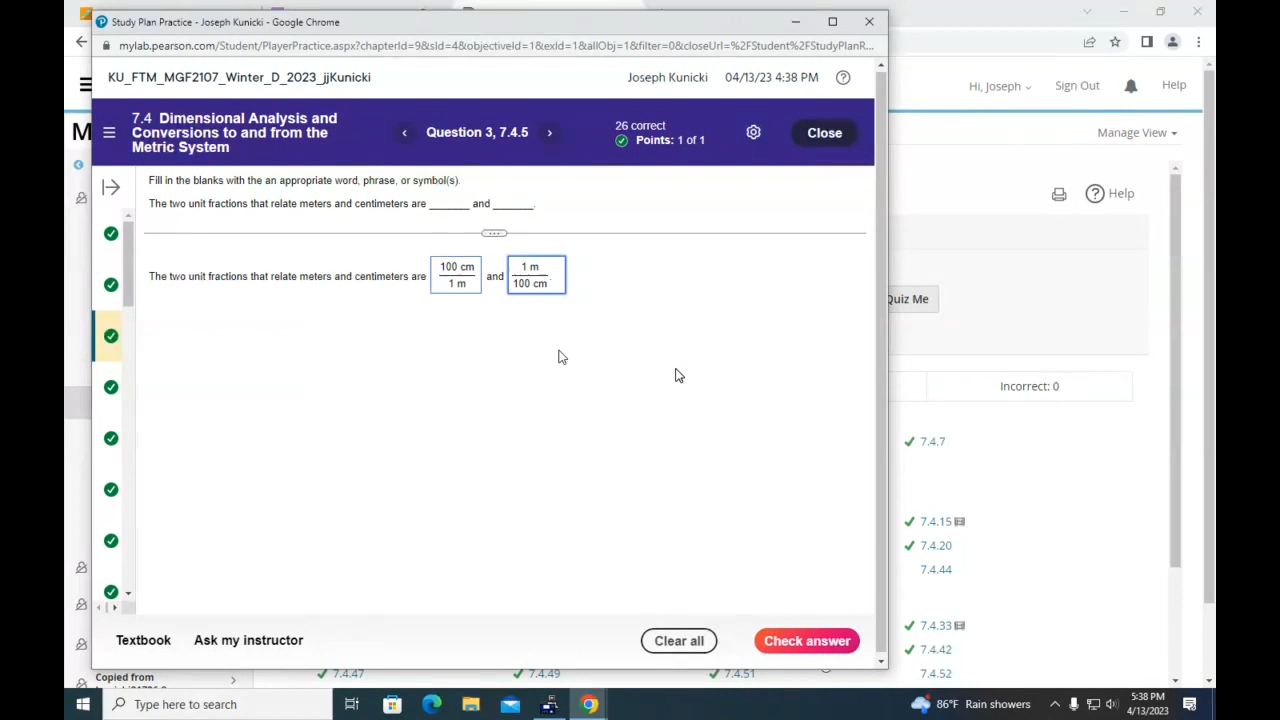 Study Plan Practice - Joseph Kunicki - Google Chrome
mylab.pearson.com/Student/PlayerPractice.aspx?chapterId=9&sId=4&objectiveId=1&exId=1&allObj=1&filter=0&closeUrl=%2FStudent%2FStudyPlanR...
KU_FTM_MGF2107_Winter_D_2023_jjKunicki
Joseph Kunicki 04/13/23 4:38 PM
Hi, Joseph
Sign Out
Help
7.4 Dimensional Analysis and Conversions to and from the Metric System
Question 3, 7.4.5
26 correct
Points: 1 of 1
Close
Manage View
Help
Fill in the blanks with the an appropriate word, phrase, or symbol(s).
The two unit fractions that relate meters and centimeters are _______ and _______.
The two unit fractions that relate meters and centimeters are 100 cm / 1 m and 1 m / 100 cm .
Quiz Me
Incorrect: 0
7.4.7
7.4.15
7.4.20
7.4.44
7.4.33
7.4.42
7.4.52
Textbook
Ask my instructor
Clear all
Check answer
Copied from
7.4.47
7.4.49
7.4.51
Type here to search
86°F Rain showers
5:38 PM
4/13/2023